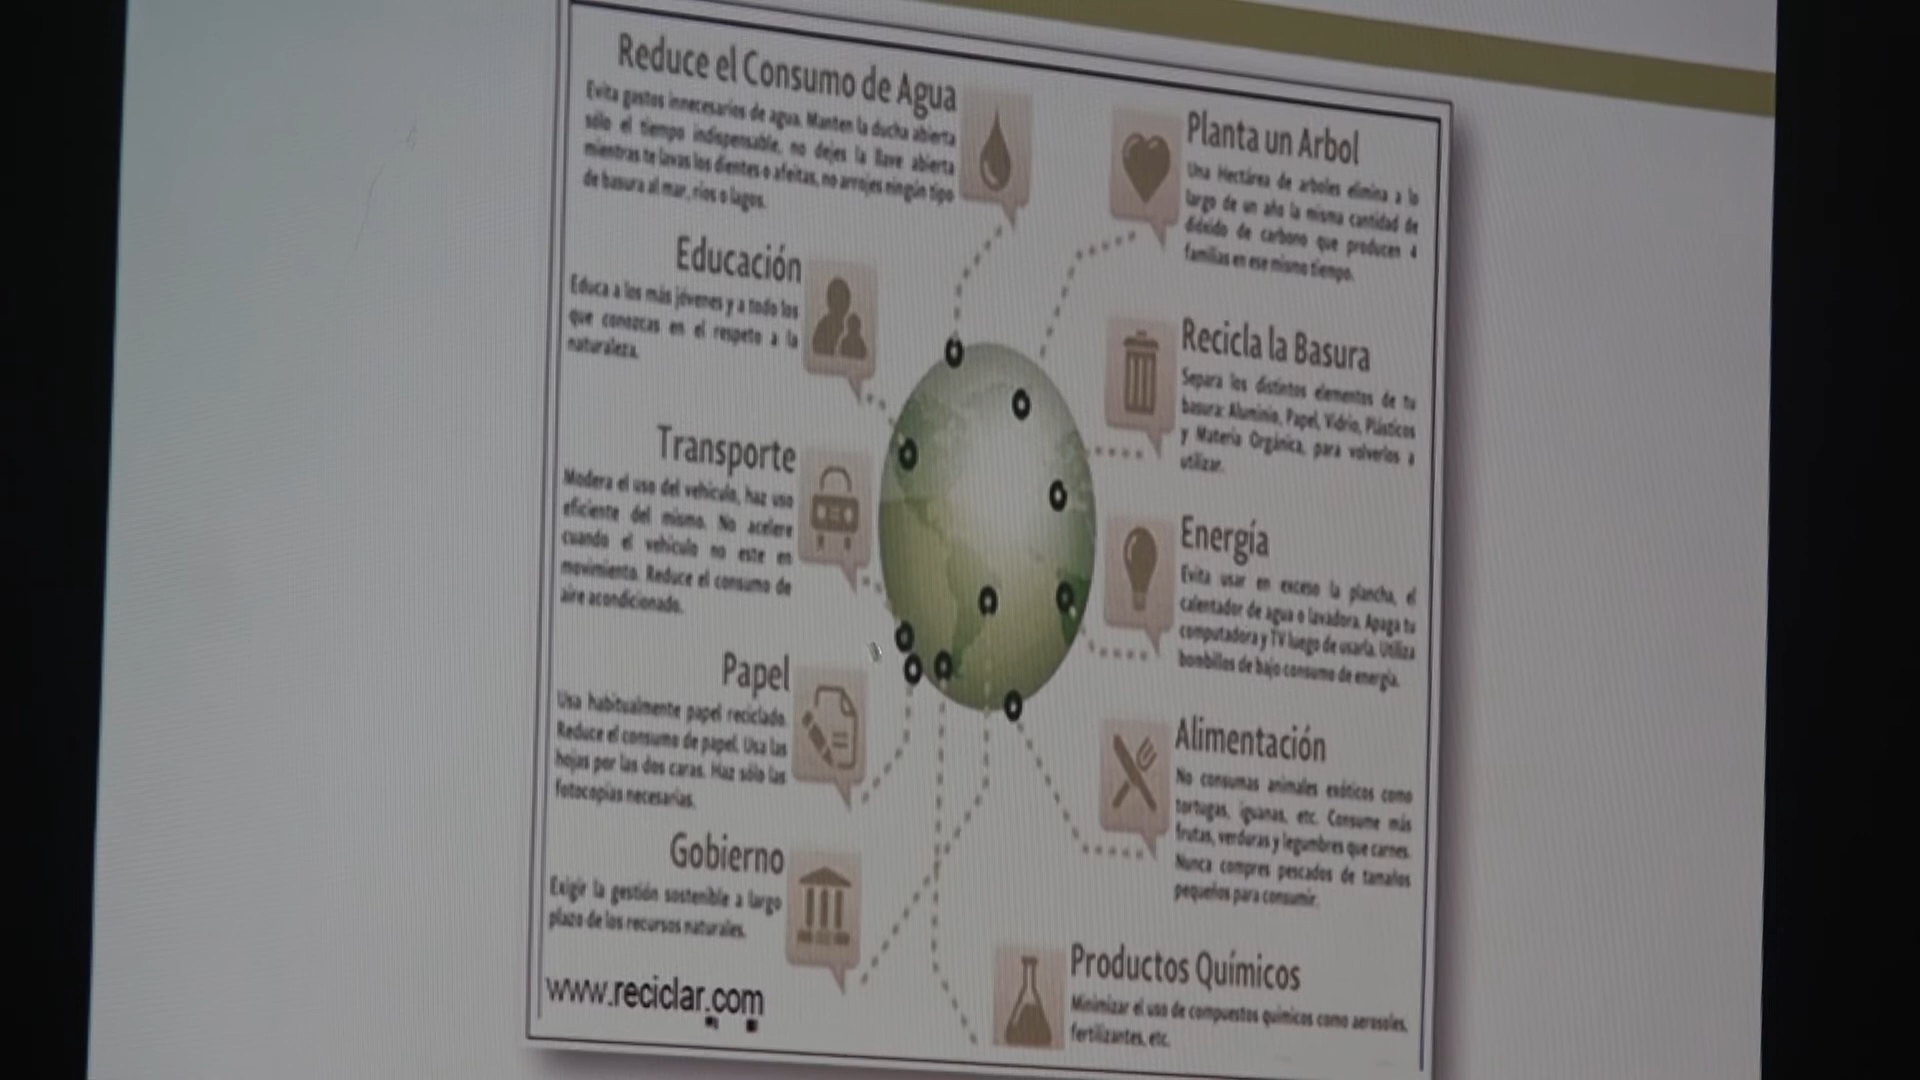 Reduce el Consumo de Agua
Evita gastos innecesarios de agua. Manten la ducha abierta
sólo el tiempo indispensable, no dejes la llave abierta
mientras te lavas los dientes o afeitas, no arrojes ningún tipo
de basura al mar, ríos o lagos.
Educación
Educa a los más jóvenes y a todo los
que conozcas en el respeto a la
naturaleza.
Transporte
Modera el uso del vehículo, haz uso
eficiente del mismo. No acelere
cuando el vehículo no este en
movimiento. Reduce el consumo de
aire acondicionado.
Papel
Usa habitualmente papel reciclado.
Reduce el consumo de papel. Usa las
hojas por las dos caras. Haz sólo las
fotocopias necesarias.
Gobierno
Exigir la gestión sostenible a largo
plazo de los recursos naturales.
www.reciclar.com
Planta un Arbol
Una Hectárea de arboles elimina a lo
largo de un año la misma cantidad de
dióxido de carbono que producen 4
familias en ese mismo tiempo.
Recicla la Basura
Separa los distintos elementos de tu
basura: Aluminio, Papel, Vidrio, Plásticos
y Materia Orgánica, para volverlos a
utilizar.
Energía
Evita usar en exceso la plancha, el
calentador de agua o lavadora. Apaga tu
computadora y TV luego de usarla. Utiliza
bombillos de bajo consumo de energía.
Alimentación
No consumas animales exóticos como
tortugas, iguanas, etc. Consume más
frutas, verduras y legumbres que carnes.
Nunca compres pescados de tamaños
pequeños para consumir.
Productos Químicos
Minimizar el uso de compuestos químicos como aerosoles,
fertilizantes, etc.